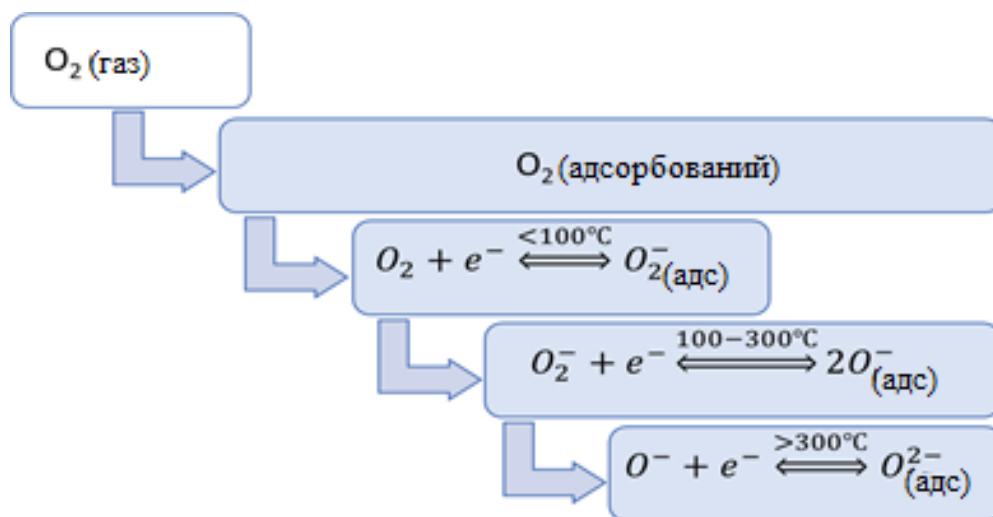 O₂ (газ)
O₂ (адсорбований)
O₂ + e⁻ <100℃ ⟺ O₂⁻(адс)
O₂⁻ + e⁻ 100−300℃ ⟺ 2O⁻(адс)
O⁻ + e⁻ >300℃ ⟺ O²⁻(адс)